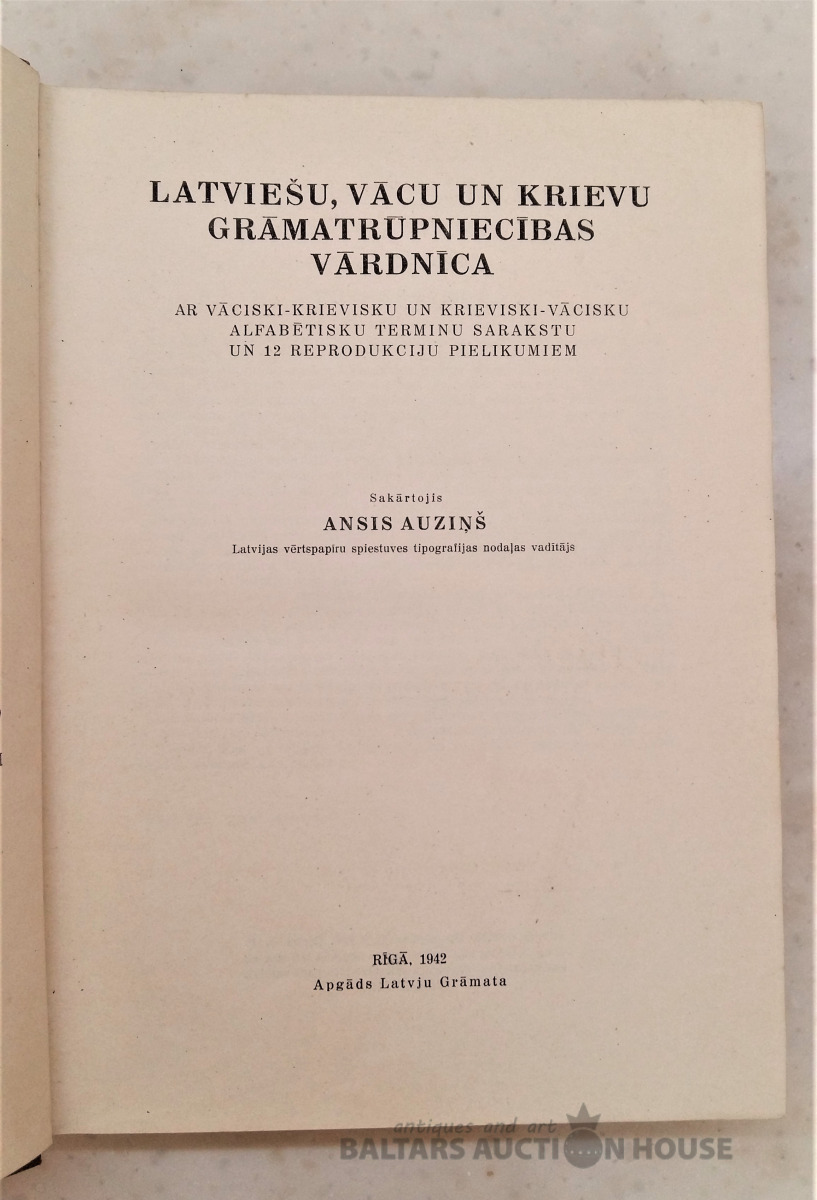 LATVIEŠU, VĀCU UN KRIEVU
GRĀMATRŪPNIECĪBAS
VĀRDNĪCA
AR VĀCISKI-KRIEVISKU UN KRIEVISKI-VĀCISKU
ALFABĒTISKU TERMINU SARAKSTU
UN 12 REPRODUKCIJU PIELIKUMIEM
Sakārtojis
ANSIS AUZIŅŠ
Latvijas vērtspapīru spiestuves tipografijas nodaļas vadītājs
RĪGĀ, 1942
Apgāds Latvju Grāmata
antiques and art
BALTARS AUCTION HOUSE